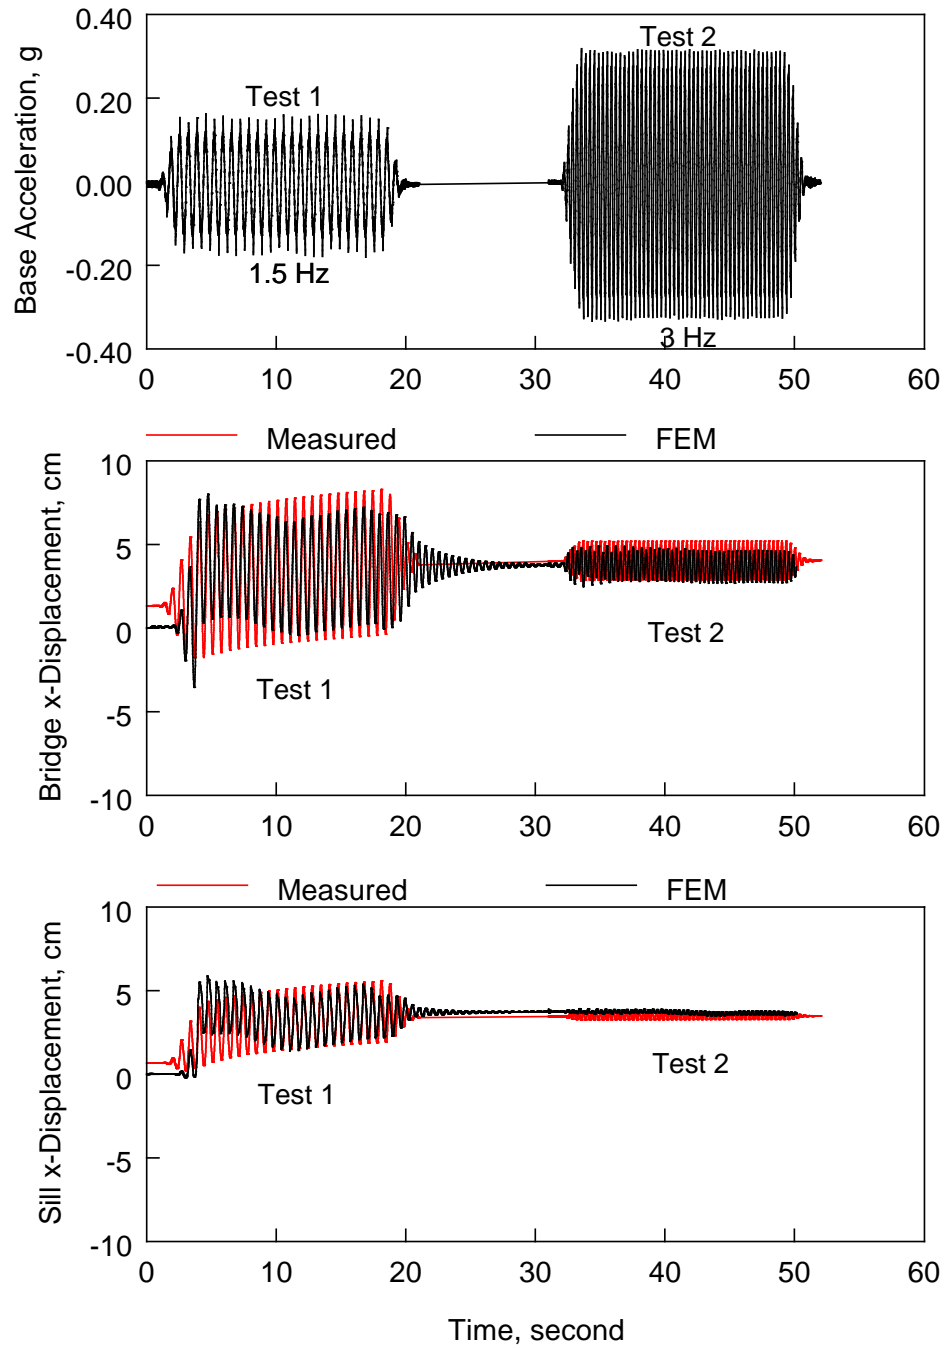 Base Acceleration, g
0.40
0.20
0.00
-0.20
-0.40
Test 1
1.5 Hz
Test 2
3 Hz
0 10 20 30 40 50 60
Measured FEM
Bridge x-Displacement, cm
10
5
0
-5
-10
Test 1
Test 2
0 10 20 30 40 50 60
Measured FEM
Sill x-Displacement, cm
10
5
0
-5
-10
Test 1
Test 2
0 10 20 30 40 50 60
Time, second